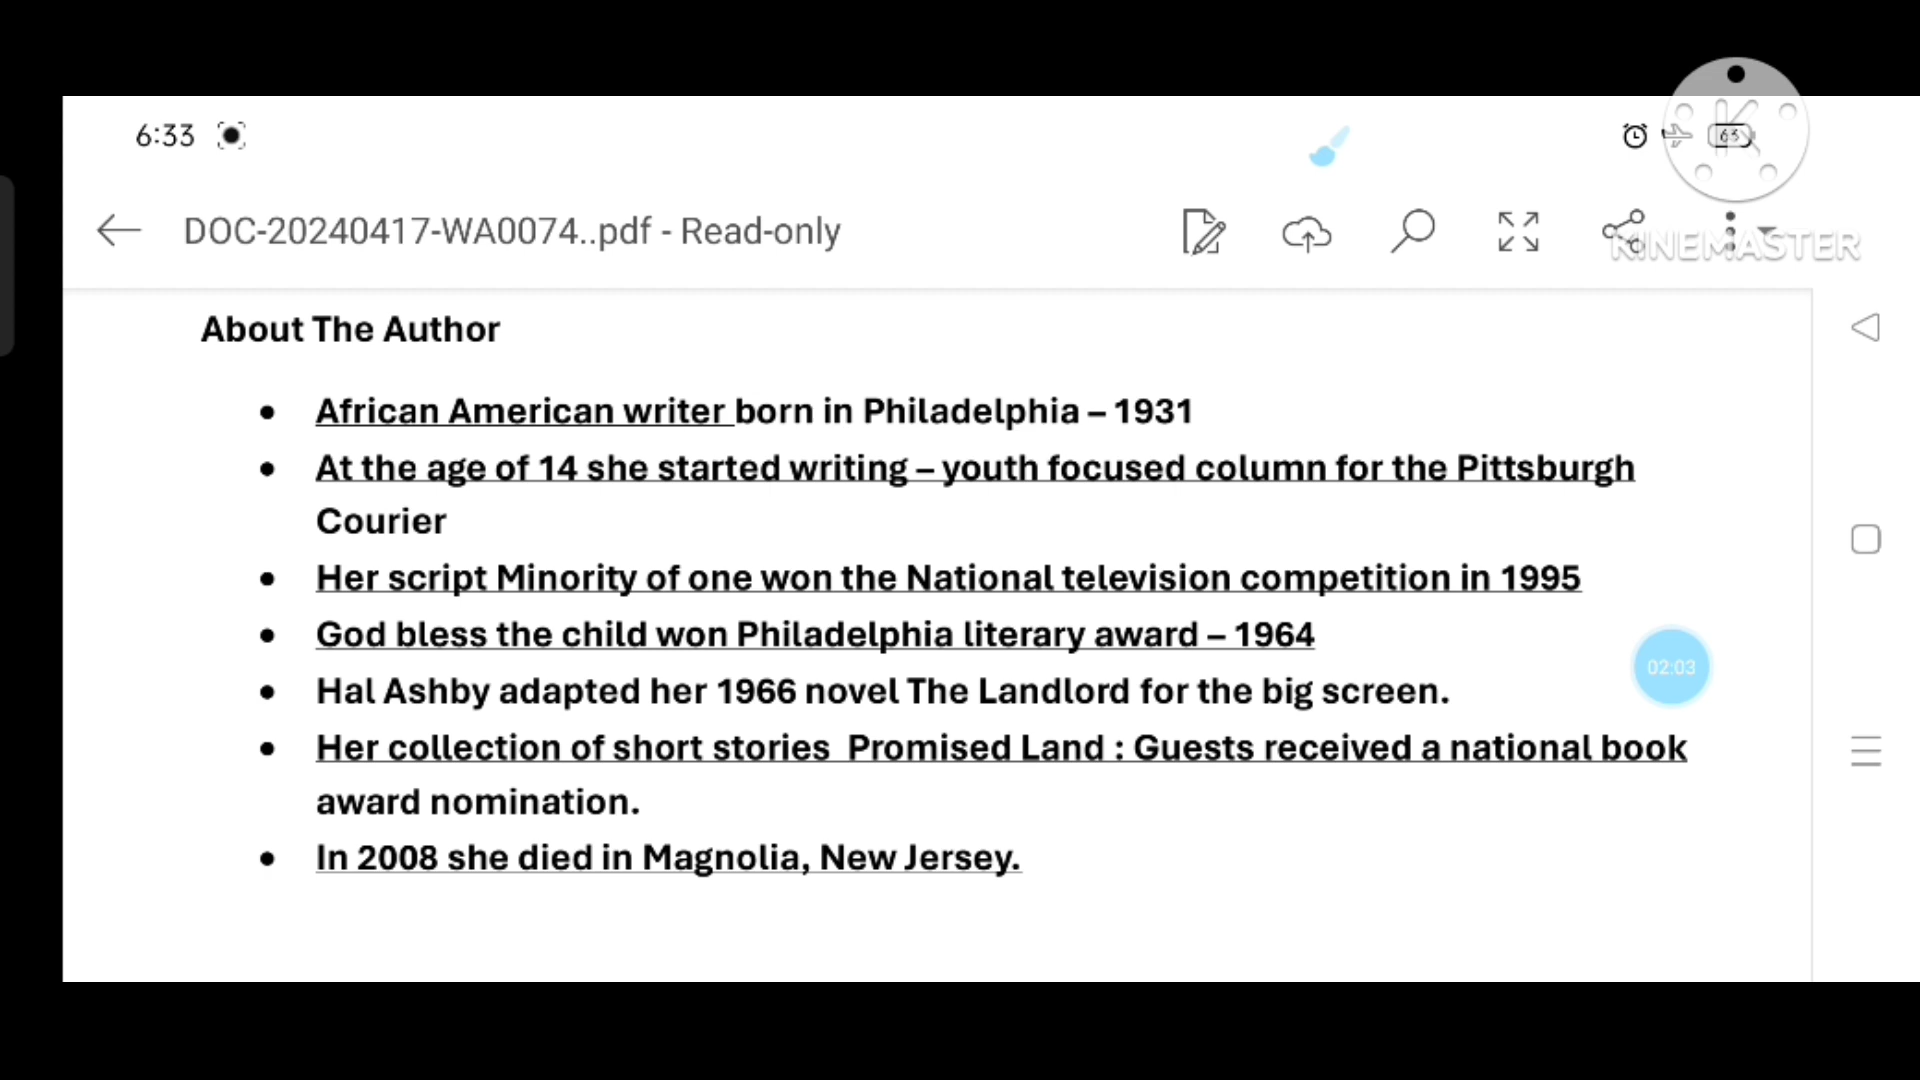 6:33
63
DOC-20240417-WA0074..pdf - Read-only
KINEMASTER
About The Author
• African American writer born in Philadelphia – 1931
• At the age of 14 she started writing – youth focused column for the Pittsburgh
Courier
• Her script Minority of one won the National television competition in 1995
• God bless the child won Philadelphia literary award – 1964
• Hal Ashby adapted her 1966 novel The Landlord for the big screen.
02:03
• Her collection of short stories Promised Land : Guests received a national book
award nomination.
• In 2008 she died in Magnolia, New Jersey.